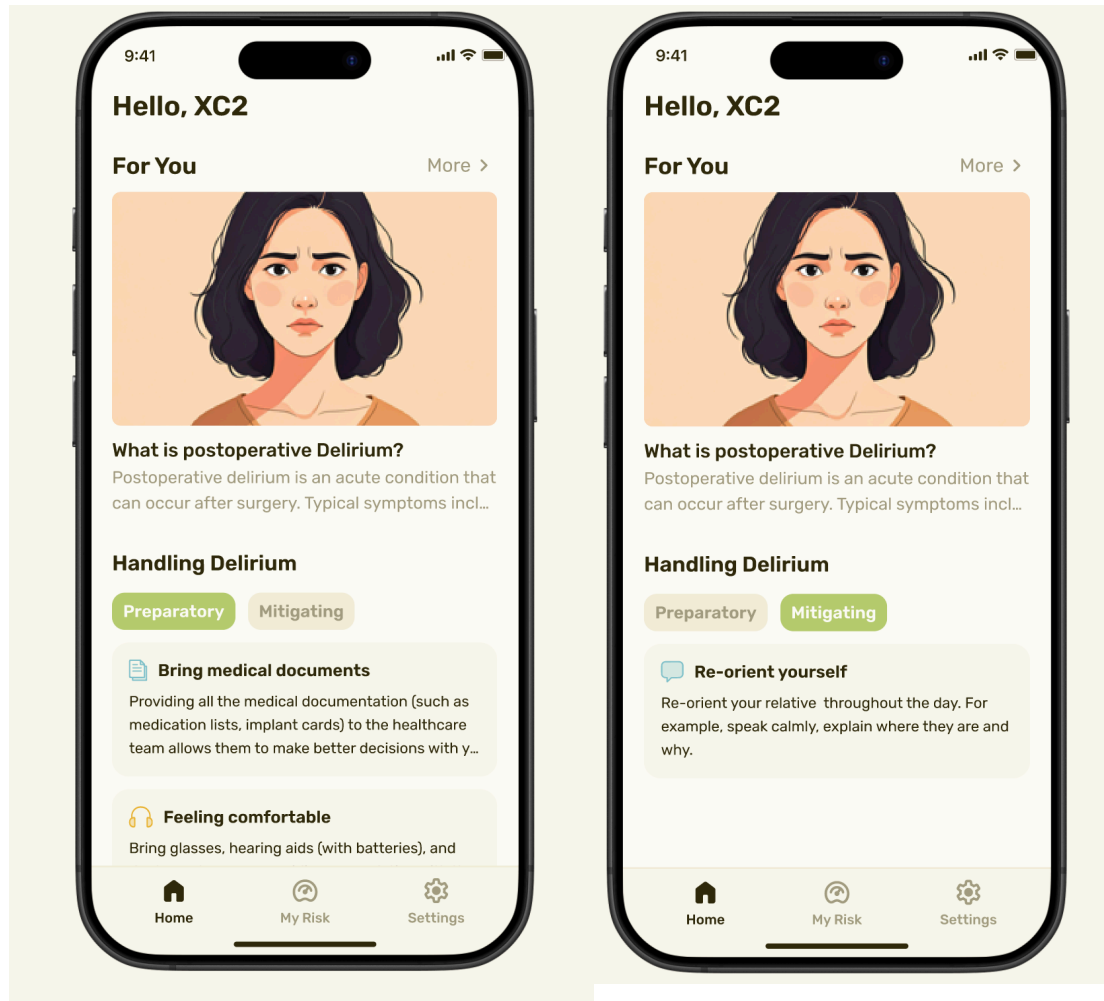 9:41
Hello, XC2
For You
More
What is postoperative Delirium?
Postoperative delirium is an acute condition that
can occur after surgery. Typical symptoms incl...
Handling Delirium
Preparatory
Mitigating
Bring medical documents
Providing all the medical documentation (such as
medication lists, implant cards) to the healthcare
team allows them to make better decisions with y...
Feeling comfortable
Bring glasses, hearing aids (with batteries), and
Home
My Risk
Settings
9:41
Hello, XC2
For You
More
What is postoperative Delirium?
Postoperative delirium is an acute condition that
can occur after surgery. Typical symptoms incl...
Handling Delirium
Preparatory
Mitigating
Re-orient yourself
Re-orient your relative  throughout the day. For
example, speak calmly, explain where they are and
why.
Home
My Risk
Settings